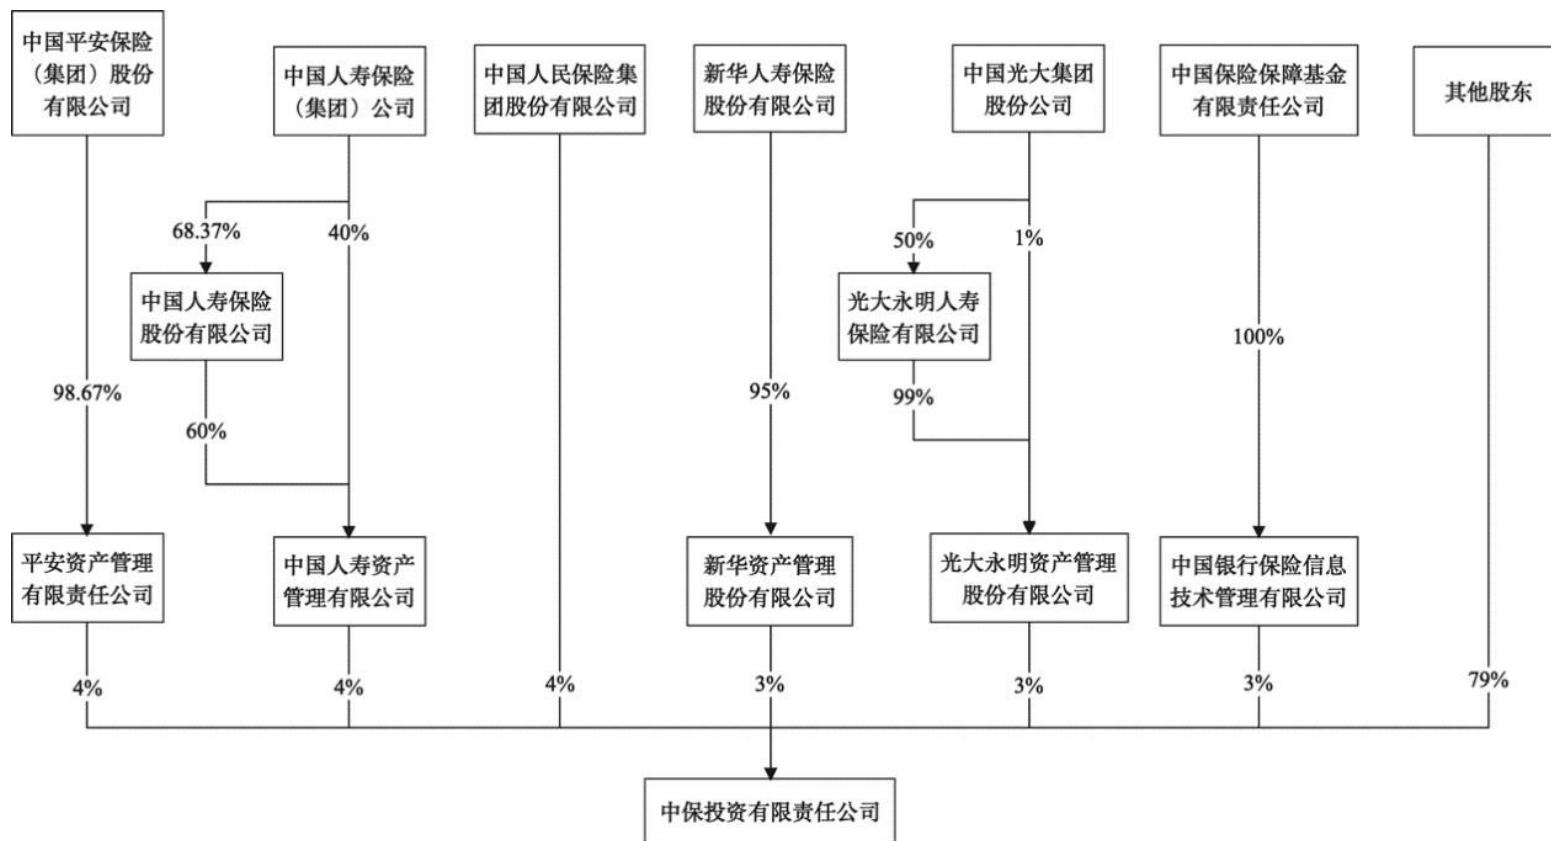 中国平安保险
（集团）股份
有限公司
中国人寿保险
（集团）公司
中国人民保险集
团股份有限公司
新华人寿保险
股份有限公司
中国光大集团
股份公司
中国保险保障基金
有限责任公司
其他股东
68.37%
40%
50%
1%
中国人寿保险
股份有限公司
光大永明人寿
保险有限公司
100%
98.67%
95%
99%
60%
平安资产管理
有限责任公司
中国人寿资产
管理有限公司
新华资产管理
股份有限公司
光大永明资产管理
股份有限公司
中国银行保险信息
技术管理有限公司
4%
4%
4%
3%
3%
3%
79%
中保投资有限责任公司